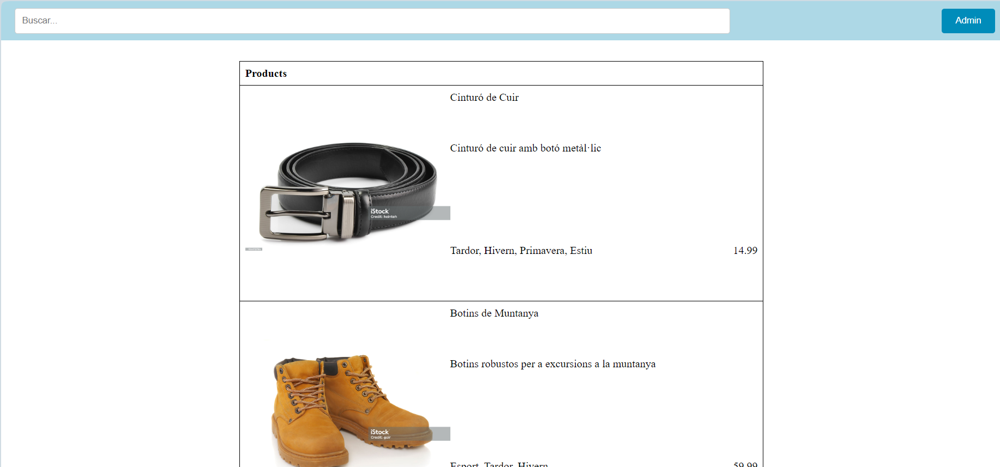 Buscar...
Admin
Products
Cinturó de Cuir
Cinturó de cuir amb botó metàl·lic
iStock
Credit: heinteh
Tardor, Hivern, Primavera, Estiu
14.99
Botins de Muntanya
Botins robustos per a excursions a la muntanya
iStock
Credit: goir
Esport, Tardor, Hivern
59.99